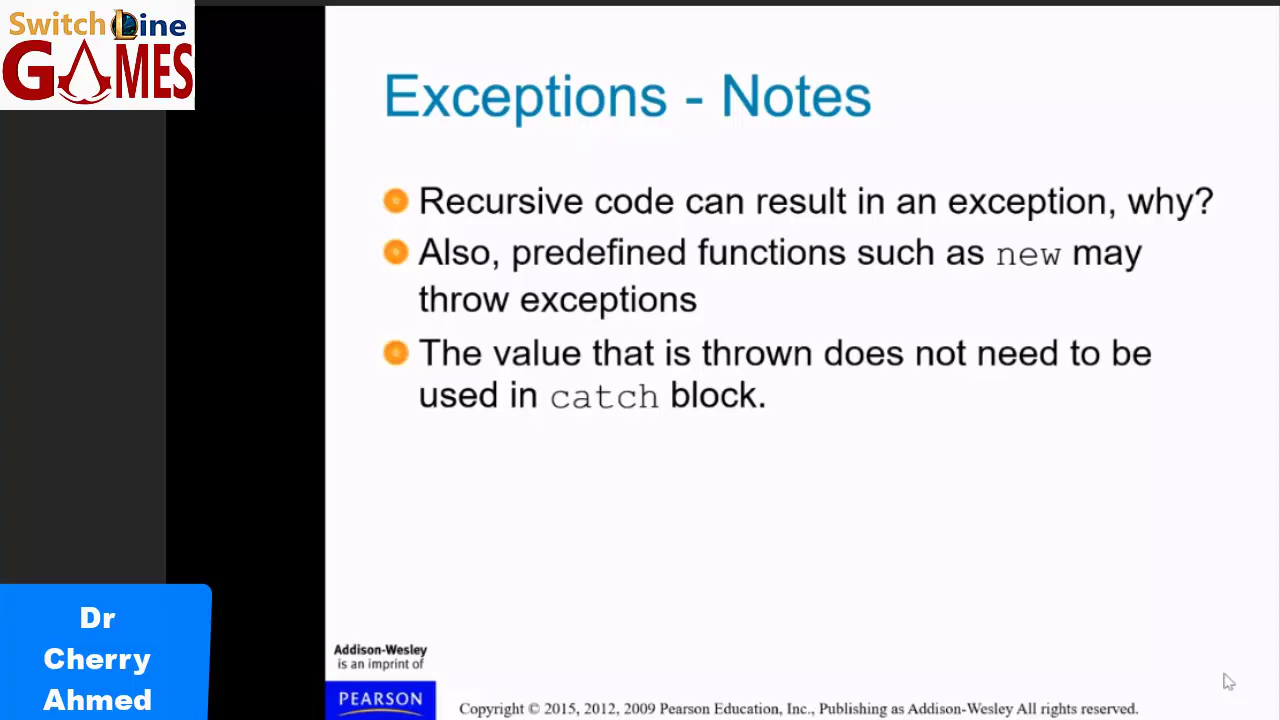 Switch Line
GAMES
Exceptions - Notes
Recursive code can result in an exception, why?
Also, predefined functions such as new may
throw exceptions
The value that is thrown does not need to be
used in catch block.
Dr
Cherry
Ahmed
Addison-Wesley
is an imprint of
PEARSON
Copyright © 2015, 2012, 2009 Pearson Education, Inc., Publishing as Addison-Wesley All rights reserved.